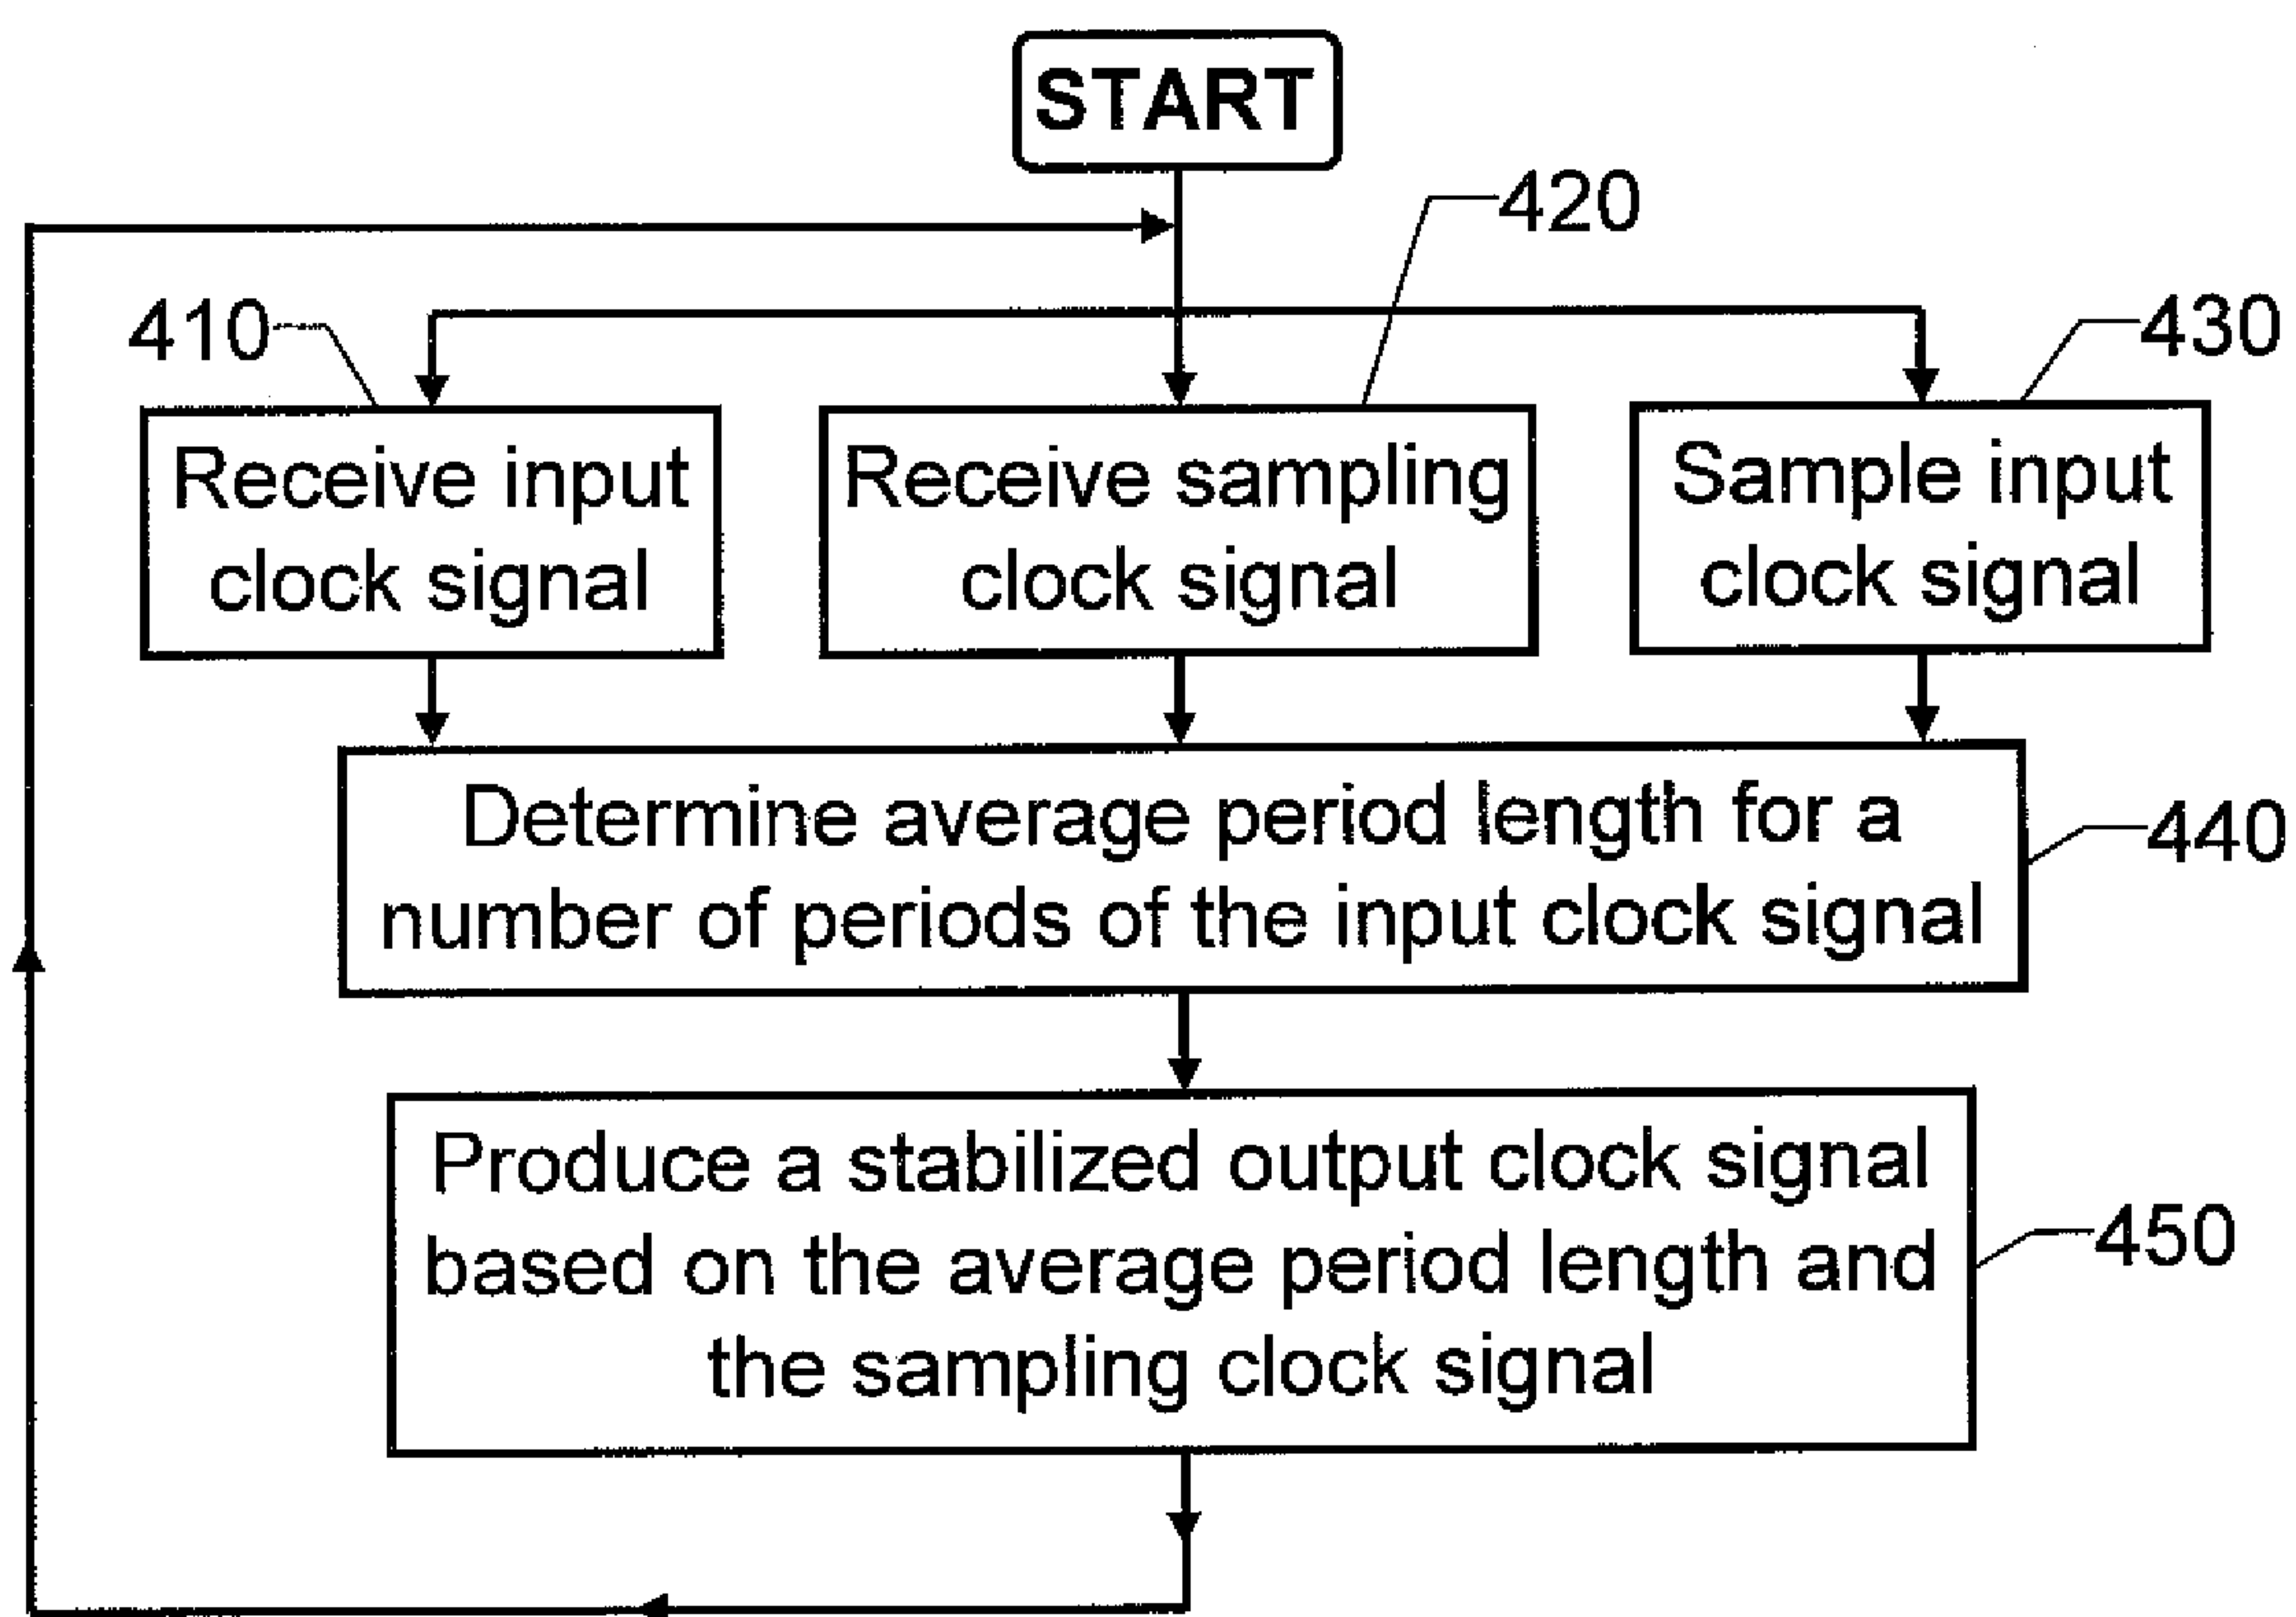 START
420
410
430
Receive input
clock signal
Receive sampling
clock signal
Sample input
clock signal
Determine average period length for a
number of periods of the input clock signal
440
Produce a stabilized output clock signal
based on the average period length and
the sampling clock signal
450